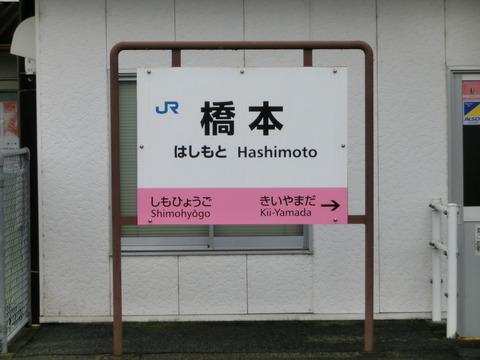 JR
橋本
はしもと Hashimoto
しもひょうご きいやまだ →
Shimohyōgo Kii-Yamada
ALSOK